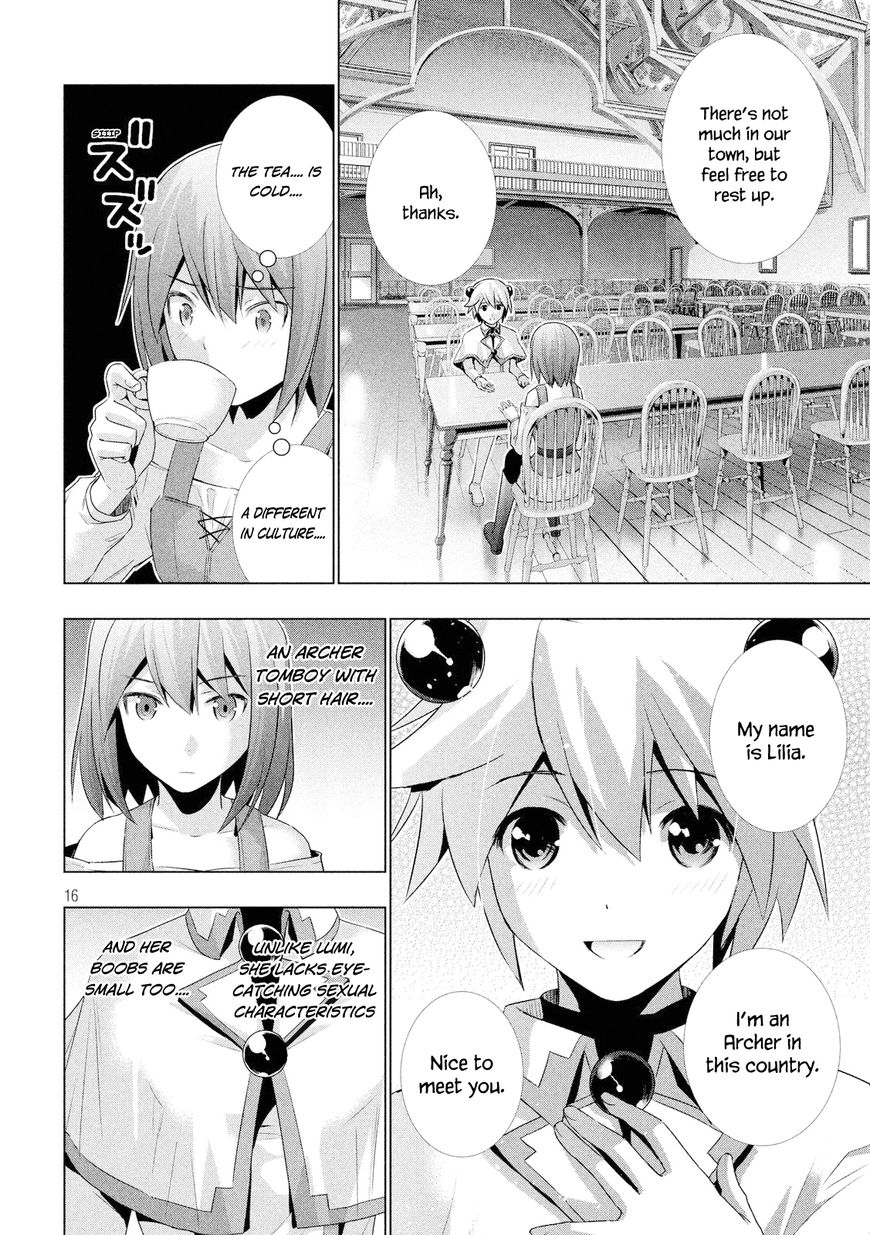 There's not
much in our
town, but
feel free to
rest up.
Ah,
thanks.
THE TEA.... IS
COLD....
SIIIP
ズズズッ
A DIFFERENT
IN CULTURE....
My name
is Lilia.
I'm an
Archer in
this country.
Nice to
meet you.
AN ARCHER
TOMBOY WITH
SHORT HAIR....
16
UNLIKE LUMI,
SHE LACKS EYE-
CATCHING SEXUAL
CHARACTERISTICS
AND HER
BOOBS ARE
SMALL TOO....